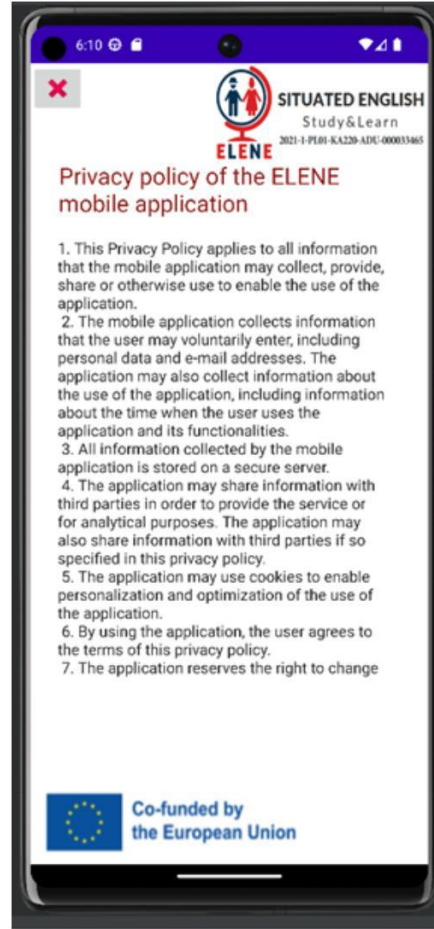 6:10
SITUATED ENGLISH
Study&Learn
2021-1-PL01-KA220-ADU-000033465
ELENE
Privacy policy of the ELENE
mobile application
1. This Privacy Policy applies to all information
that the mobile application may collect, provide,
share or otherwise use to enable the use of the
application.
2. The mobile application collects information
that the user may voluntarily enter, including
personal data and e-mail addresses. The
application may also collect information about
the use of the application, including information
about the time when the user uses the
application and its functionalities.
3. All information collected by the mobile
application is stored on a secure server.
4. The application may share information with
third parties in order to provide the service or
for analytical purposes. The application may
also share information with third parties if so
specified in this privacy policy.
5. The application may use cookies to enable
personalization and optimization of the use of
the application.
6. By using the application, the user agrees to
the terms of this privacy policy.
7. The application reserves the right to change
Co-funded by
the European Union